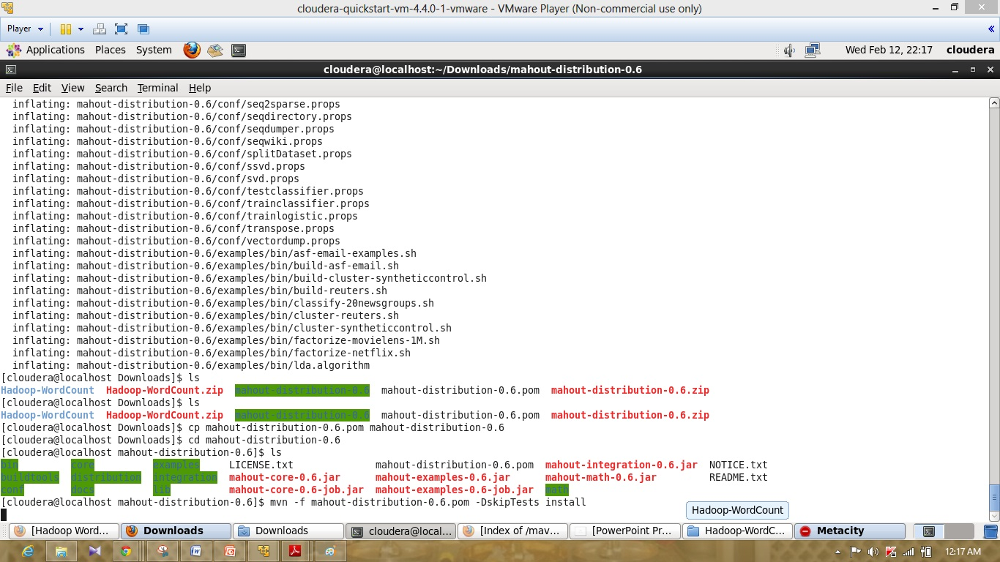 cloudera-quickstart-vm-4.4.0-1-vmware - VMware Player (Non-commercial use only)
Player
Applications Places System Wed Feb 12, 22:17 cloudera
cloudera@localhost:~/Downloads/mahout-distribution-0.6
File Edit View Search Terminal Help
inflating: mahout-distribution-0.6/conf/seq2sparse.props
inflating: mahout-distribution-0.6/conf/seqdirectory.props
inflating: mahout-distribution-0.6/conf/seqdumper.props
inflating: mahout-distribution-0.6/conf/seqwiki.props
inflating: mahout-distribution-0.6/conf/splitDataset.props
inflating: mahout-distribution-0.6/conf/ssvd.props
inflating: mahout-distribution-0.6/conf/svd.props
inflating: mahout-distribution-0.6/conf/testclassifier.props
inflating: mahout-distribution-0.6/conf/trainclassifier.props
inflating: mahout-distribution-0.6/conf/trainlogistic.props
inflating: mahout-distribution-0.6/conf/transpose.props
inflating: mahout-distribution-0.6/conf/vectordump.props
inflating: mahout-distribution-0.6/examples/bin/asf-email-examples.sh
inflating: mahout-distribution-0.6/examples/bin/build-asf-email.sh
inflating: mahout-distribution-0.6/examples/bin/build-cluster-syntheticcontrol.sh
inflating: mahout-distribution-0.6/examples/bin/build-reuters.sh
inflating: mahout-distribution-0.6/examples/bin/classify-20newsgroups.sh
inflating: mahout-distribution-0.6/examples/bin/cluster-reuters.sh
inflating: mahout-distribution-0.6/examples/bin/cluster-syntheticcontrol.sh
inflating: mahout-distribution-0.6/examples/bin/factorize-movielens-1M.sh
inflating: mahout-distribution-0.6/examples/bin/factorize-netflix.sh
inflating: mahout-distribution-0.6/examples/bin/lda.algorithm
[cloudera@localhost Downloads]$ ls
Hadoop-WordCount Hadoop-WordCount.zip mahout-distribution-0.6 mahout-distribution-0.6.pom mahout-distribution-0.6.zip
[cloudera@localhost Downloads]$ ls
Hadoop-WordCount Hadoop-WordCount.zip mahout-distribution-0.6 mahout-distribution-0.6.pom mahout-distribution-0.6.zip
[cloudera@localhost Downloads]$ cp mahout-distribution-0.6.pom mahout-distribution-0.6
[cloudera@localhost Downloads]$ cd mahout-distribution-0.6
[cloudera@localhost mahout-distribution-0.6]$ ls
bin core examples LICENSE.txt mahout-distribution-0.6.pom mahout-integration-0.6.jar NOTICE.txt
buildtools distribution integration mahout-core-0.6.jar mahout-examples-0.6.jar mahout-math-0.6.jar README.txt
conf docs lib mahout-core-0.6-job.jar mahout-examples-0.6-job.jar math
[cloudera@localhost mahout-distribution-0.6]$ mvn -f mahout-distribution-0.6.pom -DskipTests install
Hadoop-WordCount
[Hadoop Word... Downloads Downloads cloudera@local... [Index of /mav... [PowerPoint Pr... Hadoop-WordC... Metacity
12:17 AM